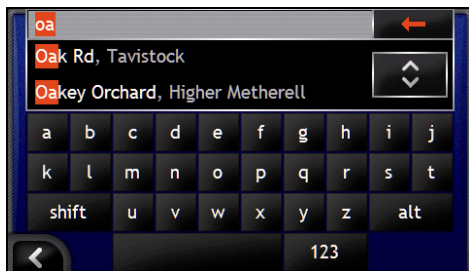 oa
Oak Rd, Tavistock
Oakey Orchard, Higher Metherell
a b c d e f g h i j
k l m n o p q r s t
shift u v w x y z alt
123